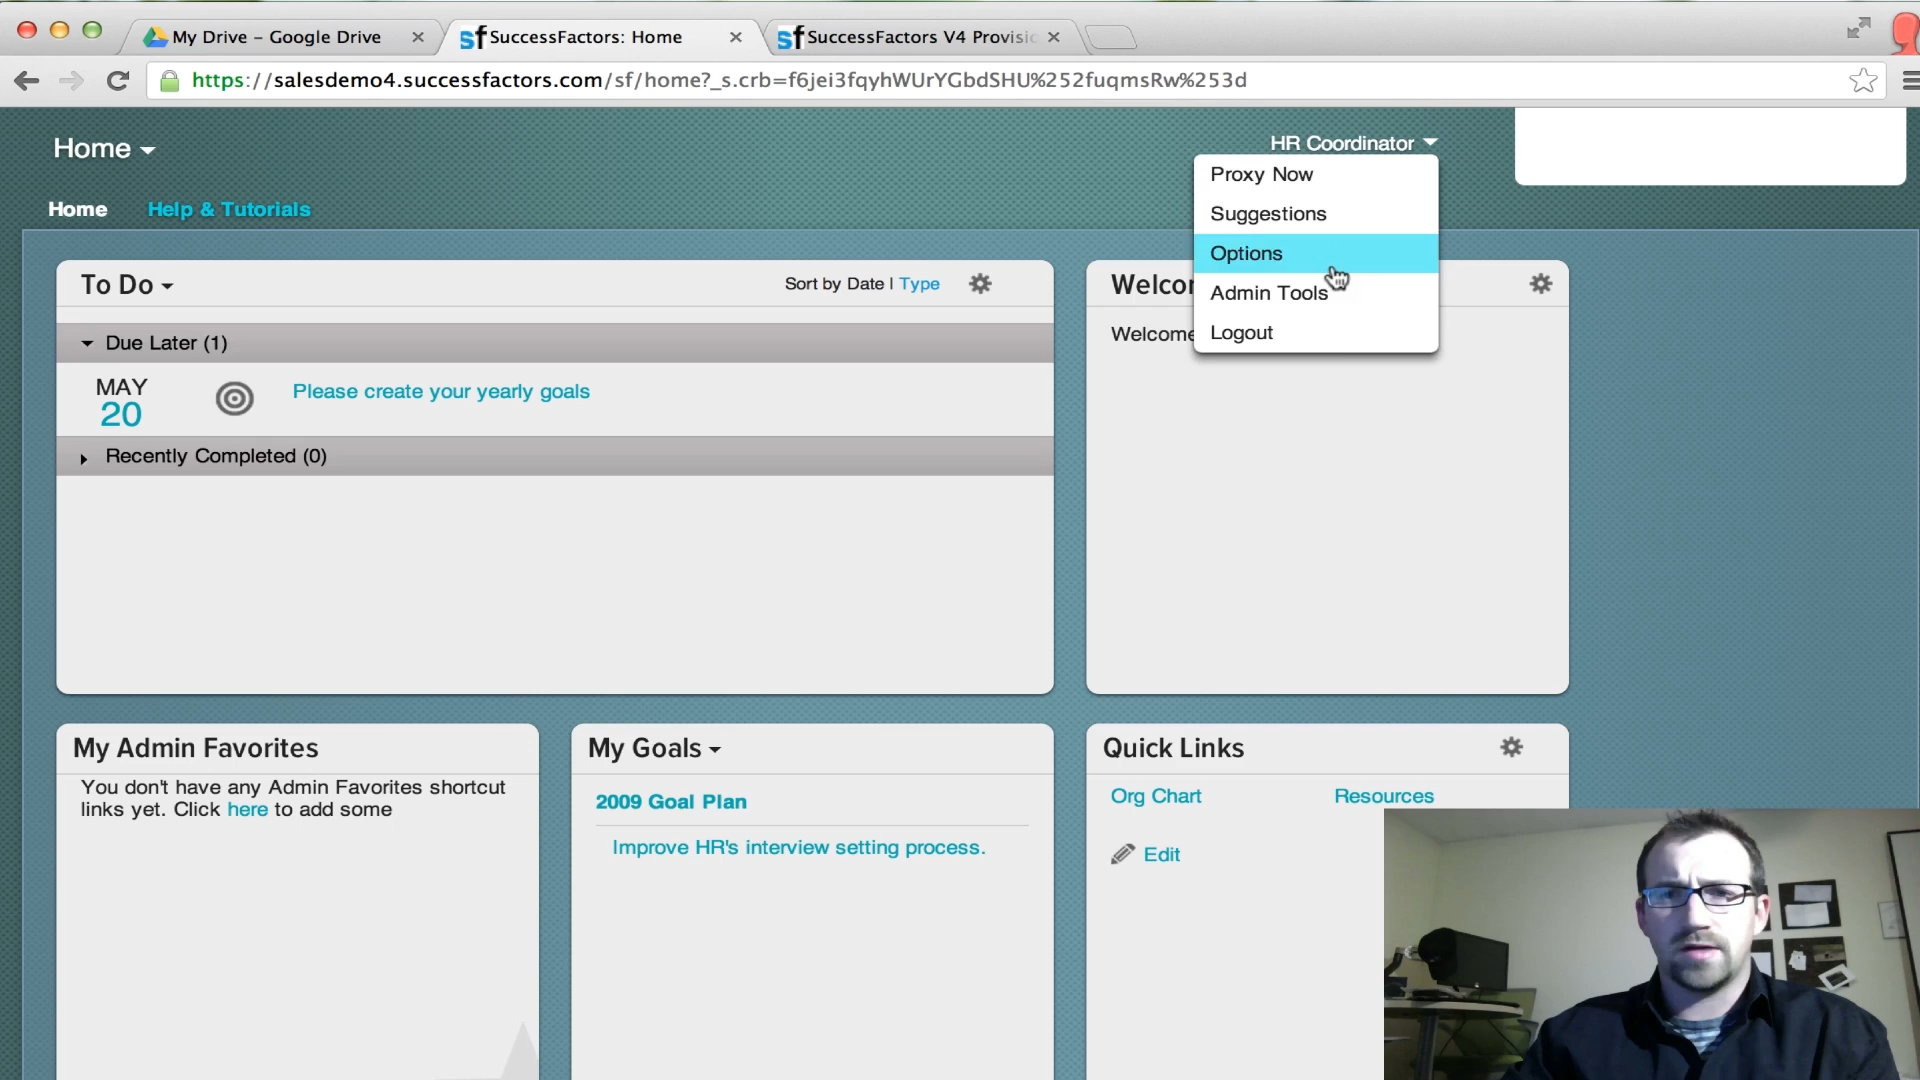 My Drive – Google Drive
SuccessFactors: Home
SuccessFactors V4 Provisic
https://salesdemo4.successfactors.com/sf/home?_s.crb=f6jei3fqyhWUrYGbdSHU%252fuqmsRw%253d
Home
HR Coordinator
Proxy Now
Suggestions
Options
Admin Tools
Logout
Home Help & Tutorials
To Do
Sort by Date | Type
Due Later (1)
MAY
20
Please create your yearly goals
Recently Completed (0)
Welcome
My Admin Favorites
You don't have any Admin Favorites shortcut
links yet. Click here to add some
My Goals
2009 Goal Plan
Improve HR's interview setting process.
Quick Links
Org Chart Resources
Edit